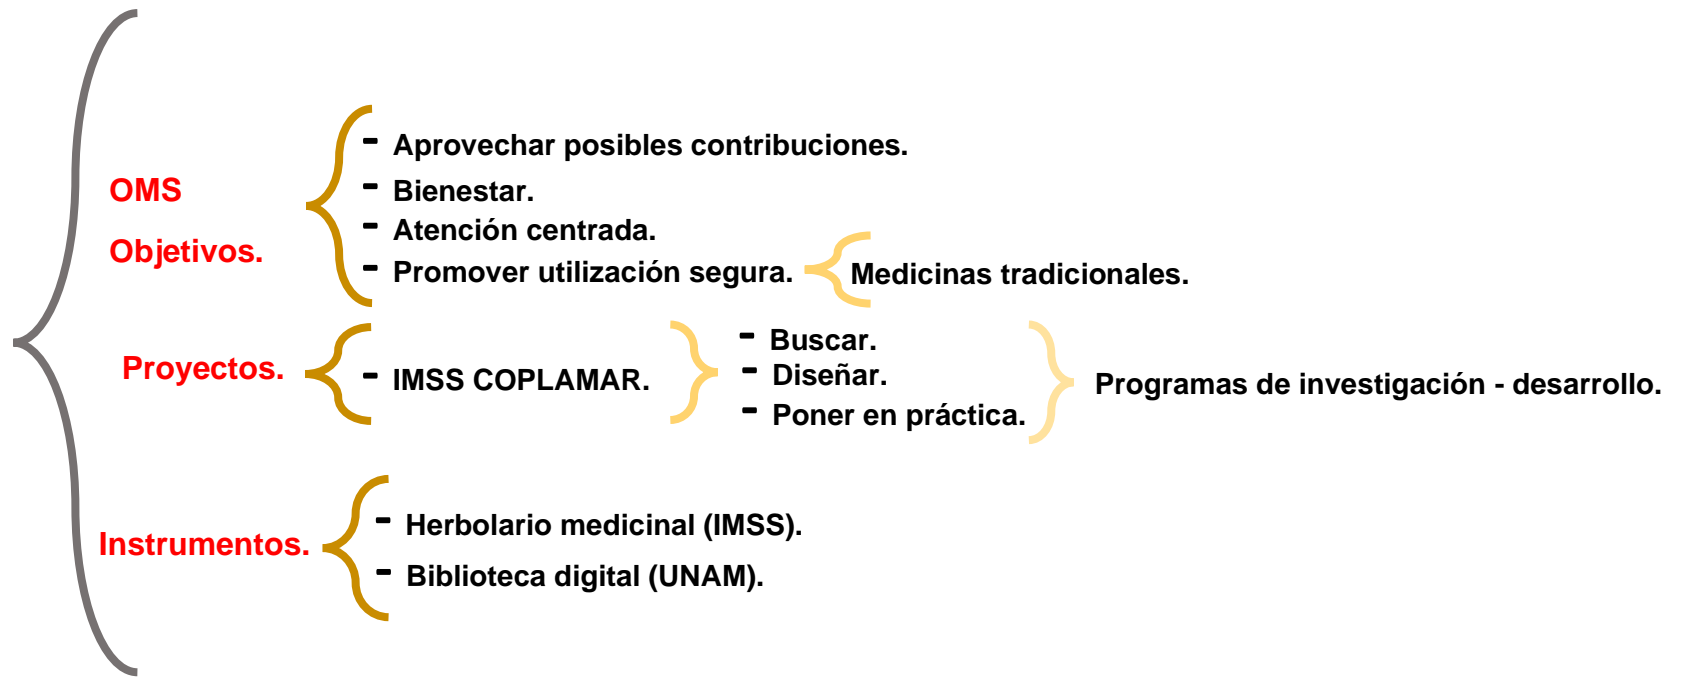 OMS
Objetivos.
- Aprovechar posibles contribuciones.
- Bienestar.
- Atención centrada.
- Promover utilización segura.
Medicinas tradicionales.
Proyectos.
- IMSS COPLAMAR.
- Buscar.
- Diseñar.
- Poner en práctica.
Programas de investigación - desarrollo.
Instrumentos.
- Herbolario medicinal (IMSS).
- Biblioteca digital (UNAM).